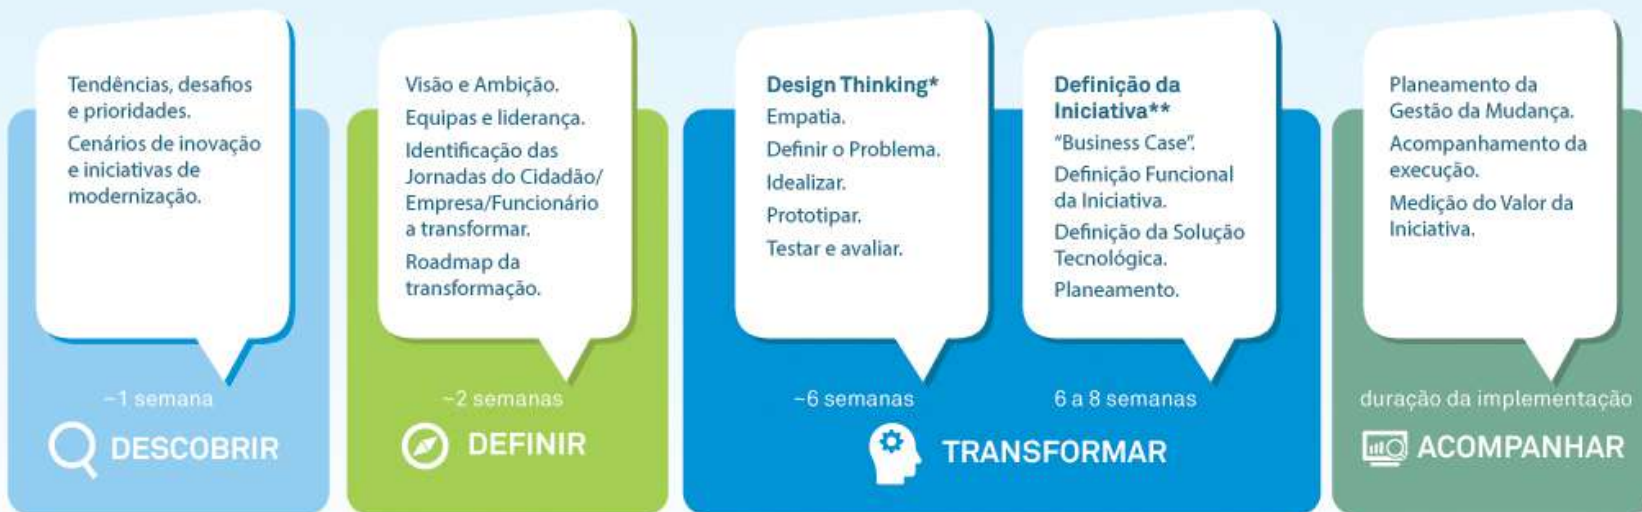 Tendências, desafios
e prioridades.
Cenários de inovação
e iniciativas de
modernização.
~1 semana
DESCOBRIR
Visão e Ambição.
Equipas e liderança.
Identificação das
Jornadas do Cidadão/
Empresa/Funcionário
a transformar.
Roadmap da
transformação.
~2 semanas
DEFINIR
Design Thinking*
Empatia.
Definir o Problema.
Idealizar.
Prototipar.
Testar e avaliar.
~6 semanas
Definição da
Iniciativa**
“Business Case”.
Definição Funcional
da Iniciativa.
Definição da Solução
Tecnológica.
Planeamento.
6 a 8 semanas
TRANSFORMAR
Planeamento da
Gestão da Mudança.
Acompanhamento da
execução.
Medição do Valor da
Iniciativa.
duração da implementação
ACOMPANHAR